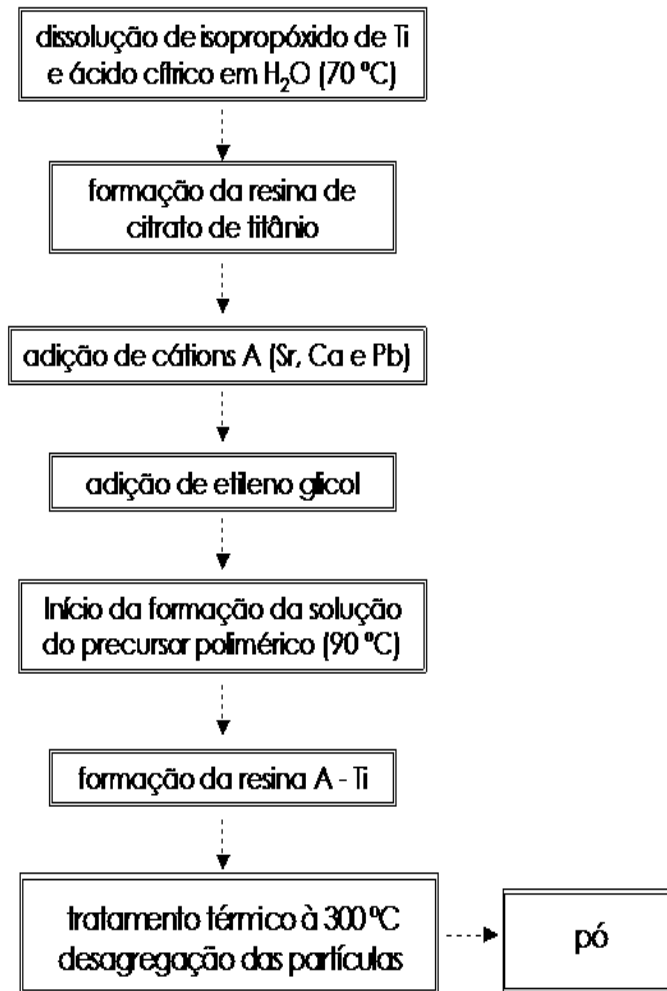 dissolução de isopropóxido de Ti
e ácido cítrico em H₂O (70 ºC)
formação da resina de
citrato de titânio
adição de cátions A (Sr, Ca e Pb)
adição de etileno glicol
Início da formação da solução
do precursor polimérico (90 ºC)
formação da resina A - Ti
tratamento térmico à 300 ºC
desagregação das partículas
pó